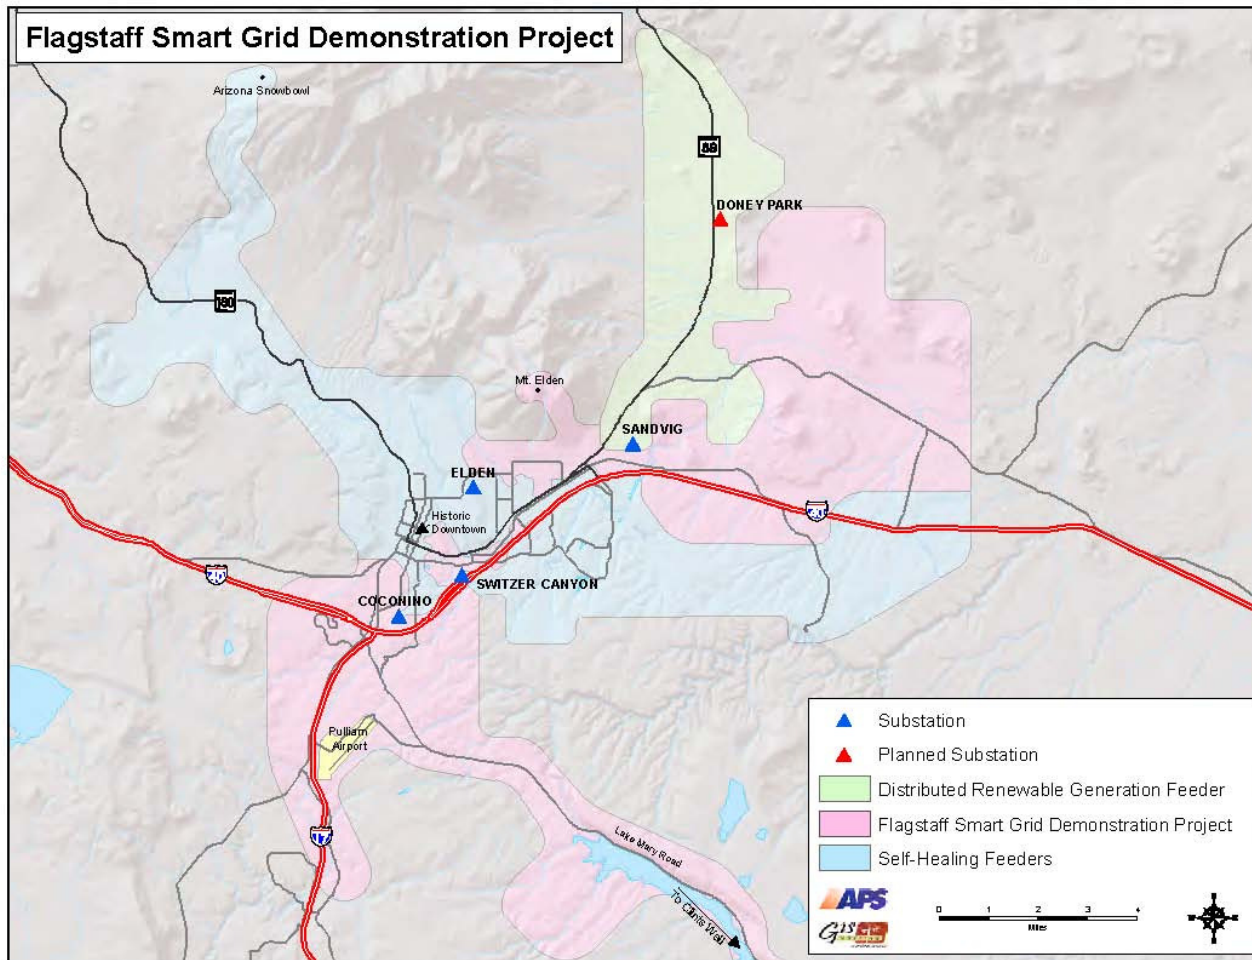 Flagstaff Smart Grid Demonstration Project
Arizona Snowbowl
89
DONEY PARK
180
Mt. Elden
SANDVIG
ELDEN
Historic
Downtown
40
40
SWITZER CANYON
COCONINO
Pulliam
Airport
17
Lake Mary Road
To Clints Well
Substation
Planned Substation
Distributed Renewable Generation Feeder
Flagstaff Smart Grid Demonstration Project
Self-Healing Feeders
APS
GIS
0 1 2 3 4
Miles